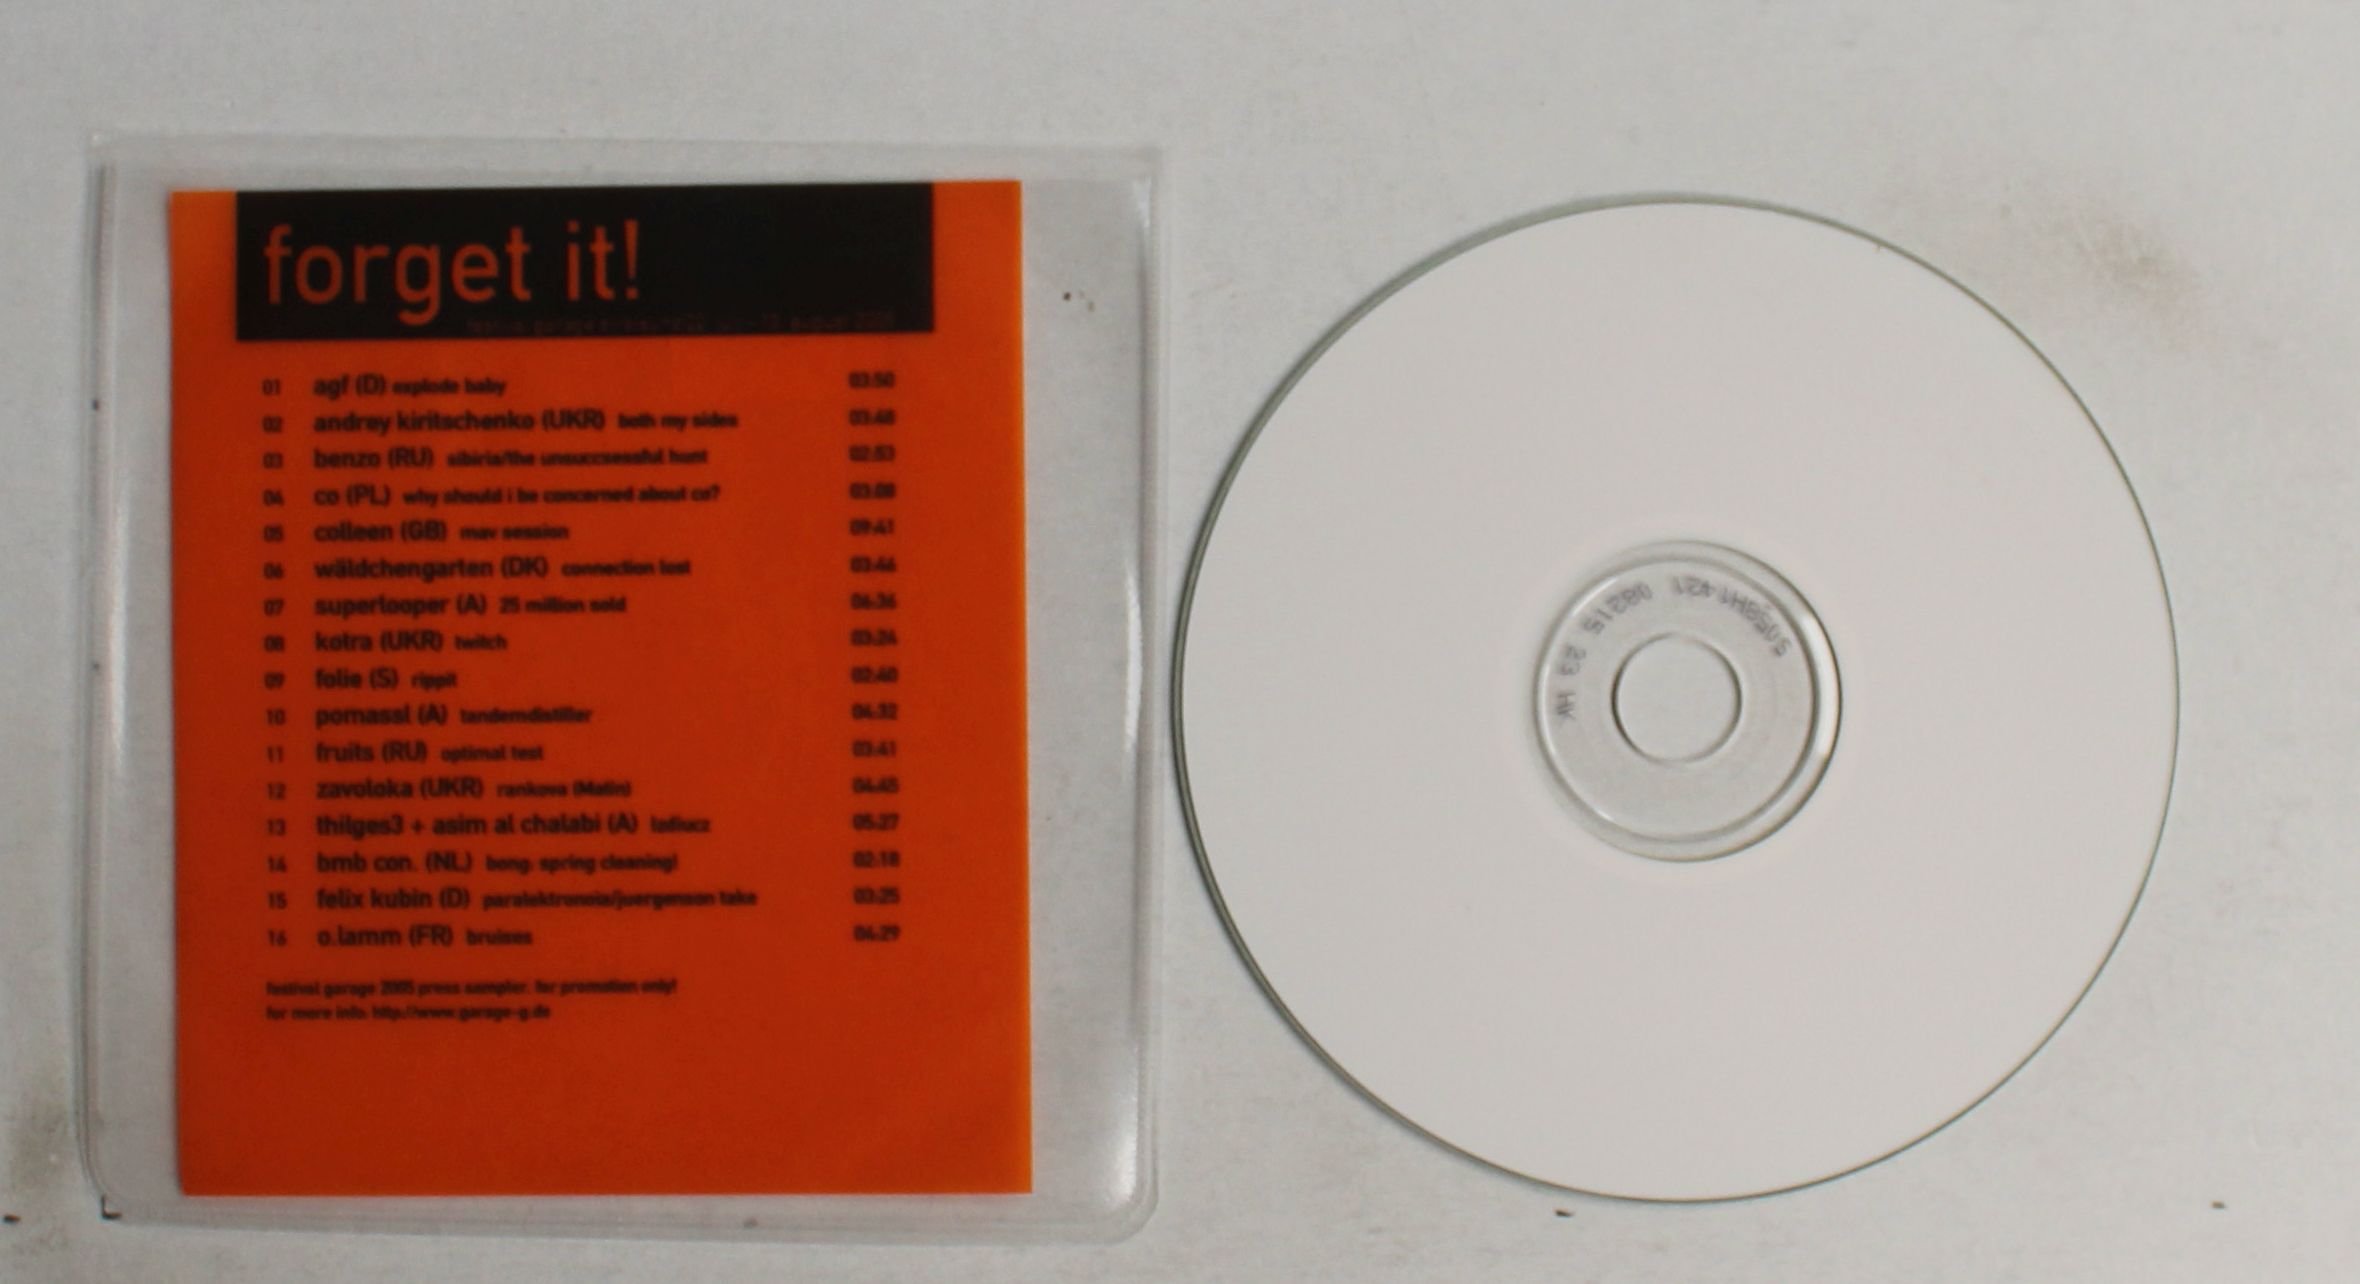 forget it!
01 agf (D) explode baby 03:50
02 andrey kiritschenko (UKR) both my sides 03:48
03 benzo (RU) sibiria/the unsuccsessful hunt 02:53
04 co (PL) why should i be concerned about co? 03:08
05 colleen (GB) mav session 09:41
06 wäldchengarten (DK) connection lost 03:46
07 superlooper (A) 25 million sold 06:36
08 kotra (UKR) twitch 03:24
09 folie (S) rippit 02:40
10 pomassl (A) tandemdistiller 04:32
11 fruits (RU) optimal test 03:41
12 zavoloka (UKR) rankova (Matin) 04:45
13 thilges3 + asim al chalabi (A) 05:27
14 bmb con. (NL) bong: spring cleaning! 02:18
15 felix kubin (D) paralektronoia/juergenson take 03:25
16 o.lamm (FR) bruises 04:29
festival garage 2005 press sampler. for promotion only!
for more info: http://www.garage-g.de